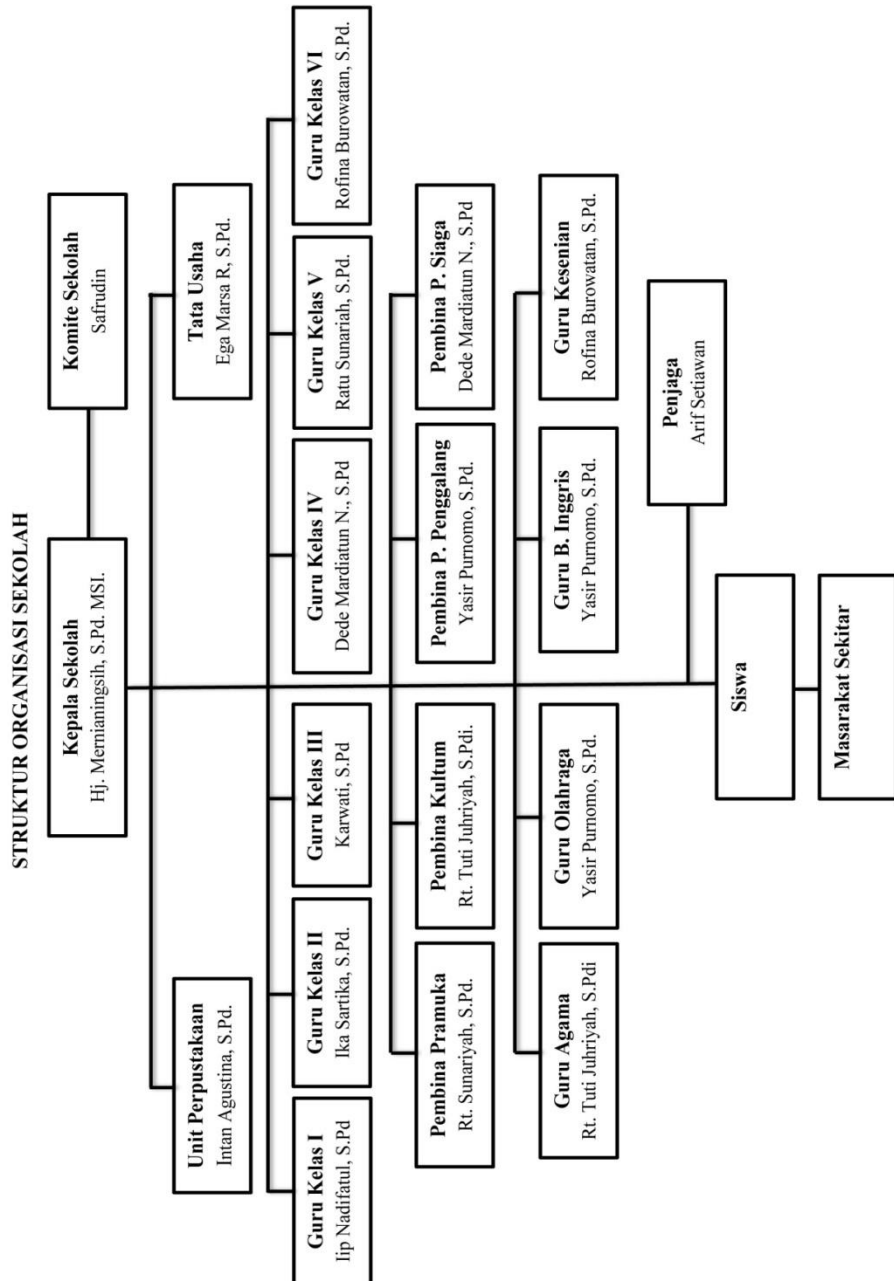 STRUKTUR ORGANISASI SEKOLAH
Kepala Sekolah
Hj. Mernianingsih, S.Pd. MSI.
Komite Sekolah
Safrudin
Unit Perpustakaan
Intan Agustina, S.Pd.
Tata Usaha
Ega Marsa R, S.Pd.
Guru Kelas I
Iip Nadifatul, S.Pd
Guru Kelas II
Ika Sartika, S.Pd.
Guru Kelas III
Karwati, S.Pd
Guru Kelas IV
Dede Mardiatun N., S.Pd
Guru Kelas V
Ratu Sunariah, S.Pd.
Guru Kelas VI
Rofina Burowatan, S.Pd.
Pembina Pramuka
Rt. Sunariyah, S.Pd.
Pembina Kultum
Rt. Tuti Juhriyah, S.Pdi.
Pembina P. Penggalang
Yasir Purnomo, S.Pd.
Pembina P. Siaga
Dede Mardiatun N., S.Pd
Guru Agama
Rt. Tuti Juhriyah, S.Pdi
Guru Olahraga
Yasir Purnomo, S.Pd.
Guru B. Inggris
Yasir Purnomo, S.Pd.
Guru Kesenian
Rofina Burowatan, S.Pd.
Penjaga
Arif Setiawan
Siswa
Masarakat Sekitar